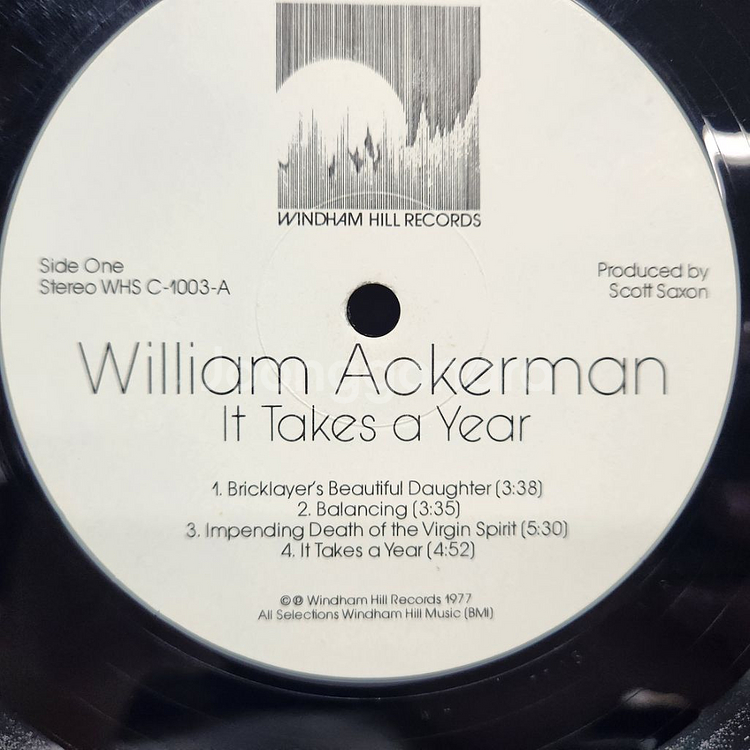 WINDHAM HILL RECORDS
Side One
Stereo WHS C-1003-A
Produced by
Scott Saxon
William Ackerman
It Takes a Year
1. Bricklayer's Beautiful Daughter (3:38)
2. Balancing (3:35)
3. Impending Death of the Virgin Spirit (5:30)
4. It Takes a Year (4:52)
©℗ Windham Hill Records 1977
All Selections Windham Hill Music (BMI)